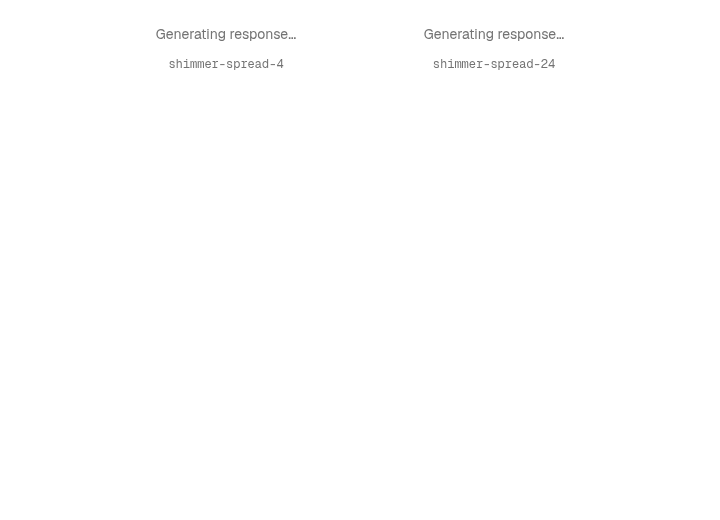 Generating response…
shimmer-spread-4
Generating response…
shimmer-spread-24